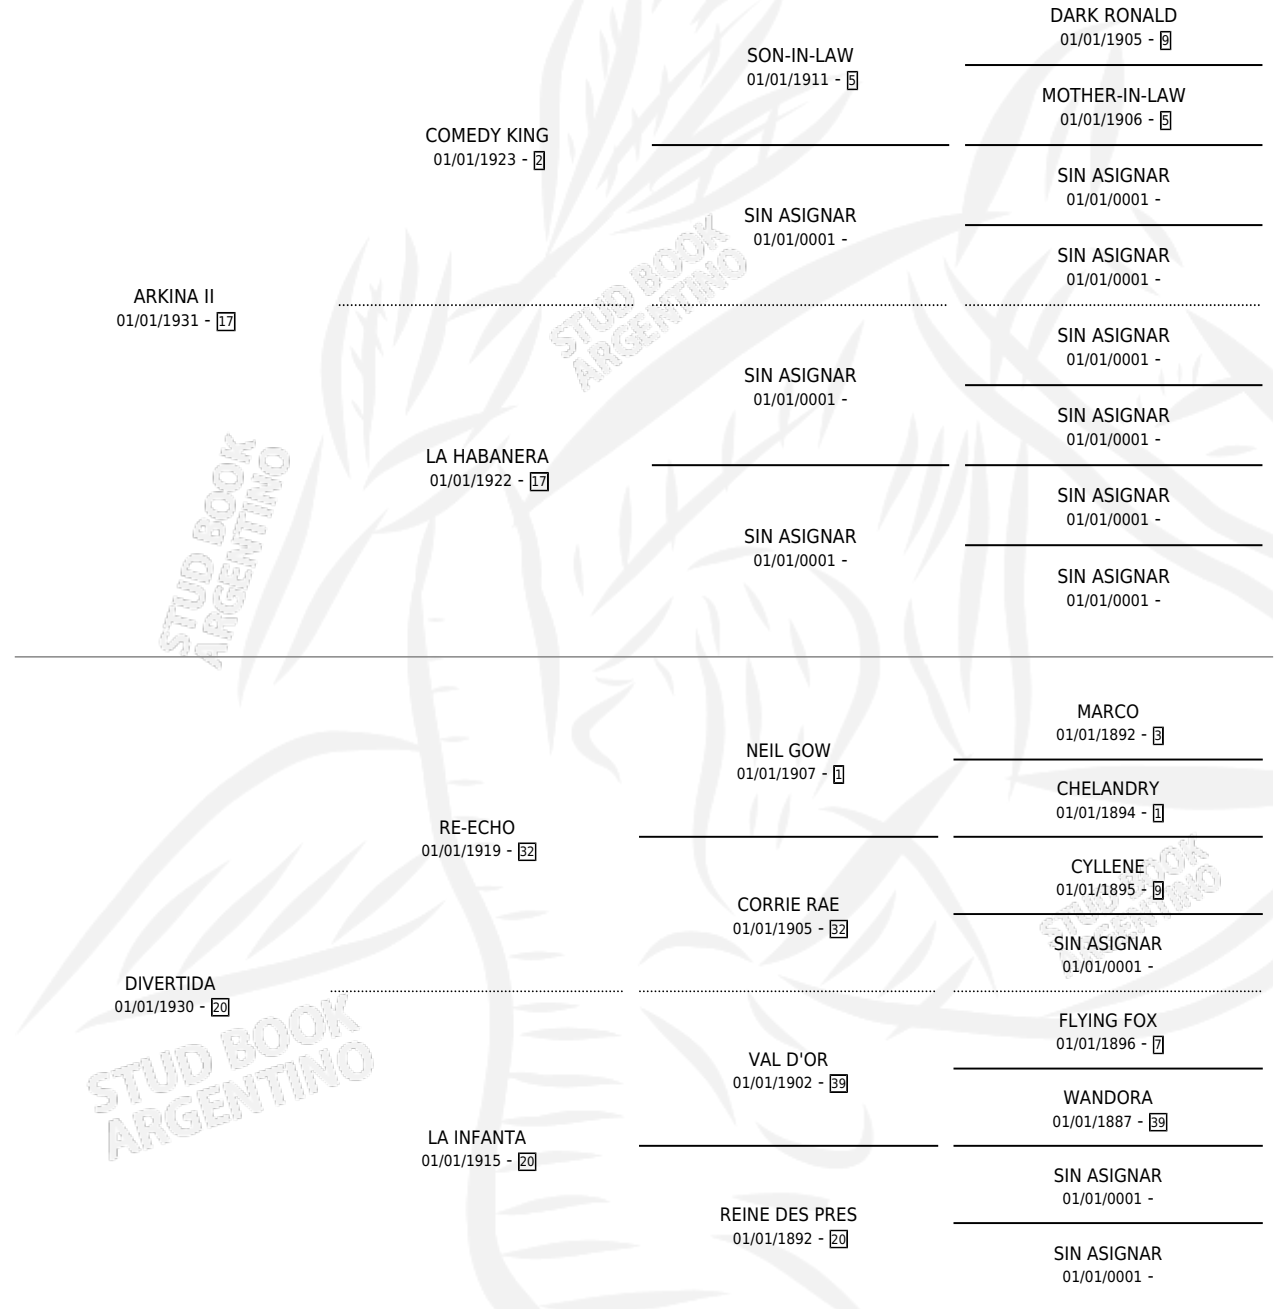 DARK RONALD
01/01/1905 - 9
SON-IN-LAW
01/01/1911 - 5
MOTHER-IN-LAW
01/01/1906 - 5
COMEDY KING
01/01/1923 - 2
SIN ASIGNAR
01/01/0001 -
SIN ASIGNAR
01/01/0001 -
SIN ASIGNAR
01/01/0001 -
ARKINA II
01/01/1931 - 17
SIN ASIGNAR
01/01/0001 -
SIN ASIGNAR
01/01/0001 -
SIN ASIGNAR
01/01/0001 -
LA HABANERA
01/01/1922 - 17
SIN ASIGNAR
01/01/0001 -
SIN ASIGNAR
01/01/0001 -
SIN ASIGNAR
01/01/0001 -
STUD BOOK
ARGENTINO
STUD BOOK
ARGENTINO
MARCO
01/01/1892 - 3
NEIL GOW
01/01/1907 - 1
CHELANDRY
01/01/1894 - 1
RE-ECHO
01/01/1919 - 32
CYLLENE
01/01/1895 - 9
CORRIE RAE
01/01/1905 - 32
SIN ASIGNAR
01/01/0001 -
DIVERTIDA
01/01/1930 - 20
FLYING FOX
01/01/1896 - 7
VAL D'OR
01/01/1902 - 39
WANDORA
01/01/1887 - 39
LA INFANTA
01/01/1915 - 20
SIN ASIGNAR
01/01/0001 -
REINE DES PRES
01/01/1892 - 20
SIN ASIGNAR
01/01/0001 -
STUD BOOK
ARGENTINO
STUD BOOK
ARGENTINO